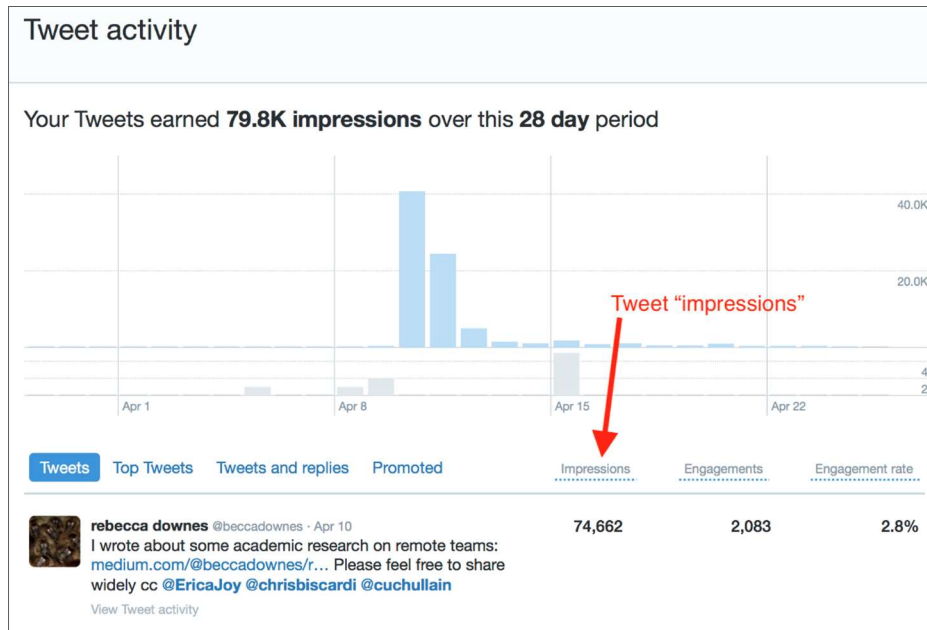 Tweet activity
Your Tweets earned 79.8K impressions over this 28 day period
40.0K
20.0K
Tweet “impressions”
4
2
Apr 1 Apr 8 Apr 15 Apr 22
Tweets Top Tweets Tweets and replies Promoted Impressions Engagements Engagement rate
rebecca downes @beccadownes · Apr 10 74,662 2,083 2.8%
I wrote about some academic research on remote teams:
medium.com/@beccadownes/r... Please feel free to share
widely cc @EricaJoy @chrisbiscardi @cuchullain
View Tweet activity